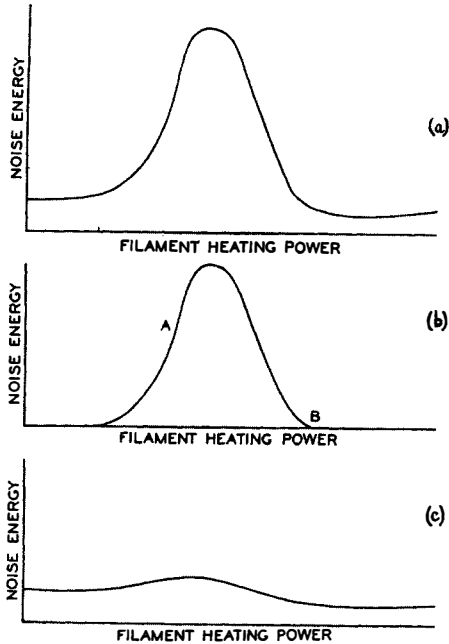 NOISE ENERGY
(a)
FILAMENT HEATING POWER
NOISE ENERGY
A
(b)
B
FILAMENT HEATING POWER
NOISE ENERGY
(c)
FILAMENT HEATING POWER